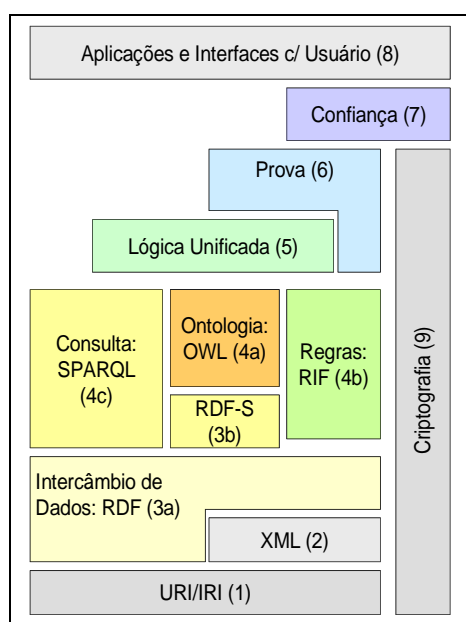 Aplicações e Interfaces c/ Usuário (8)
Confiança (7)
Prova (6)
Lógica Unificada (5)
Consulta:
SPARQL
(4c)
Ontologia:
OWL (4a)
RDF-S
(3b)
Regras:
RIF (4b)
Criptografia (9)
Intercâmbio de
Dados: RDF (3a)
XML (2)
URI/IRI (1)